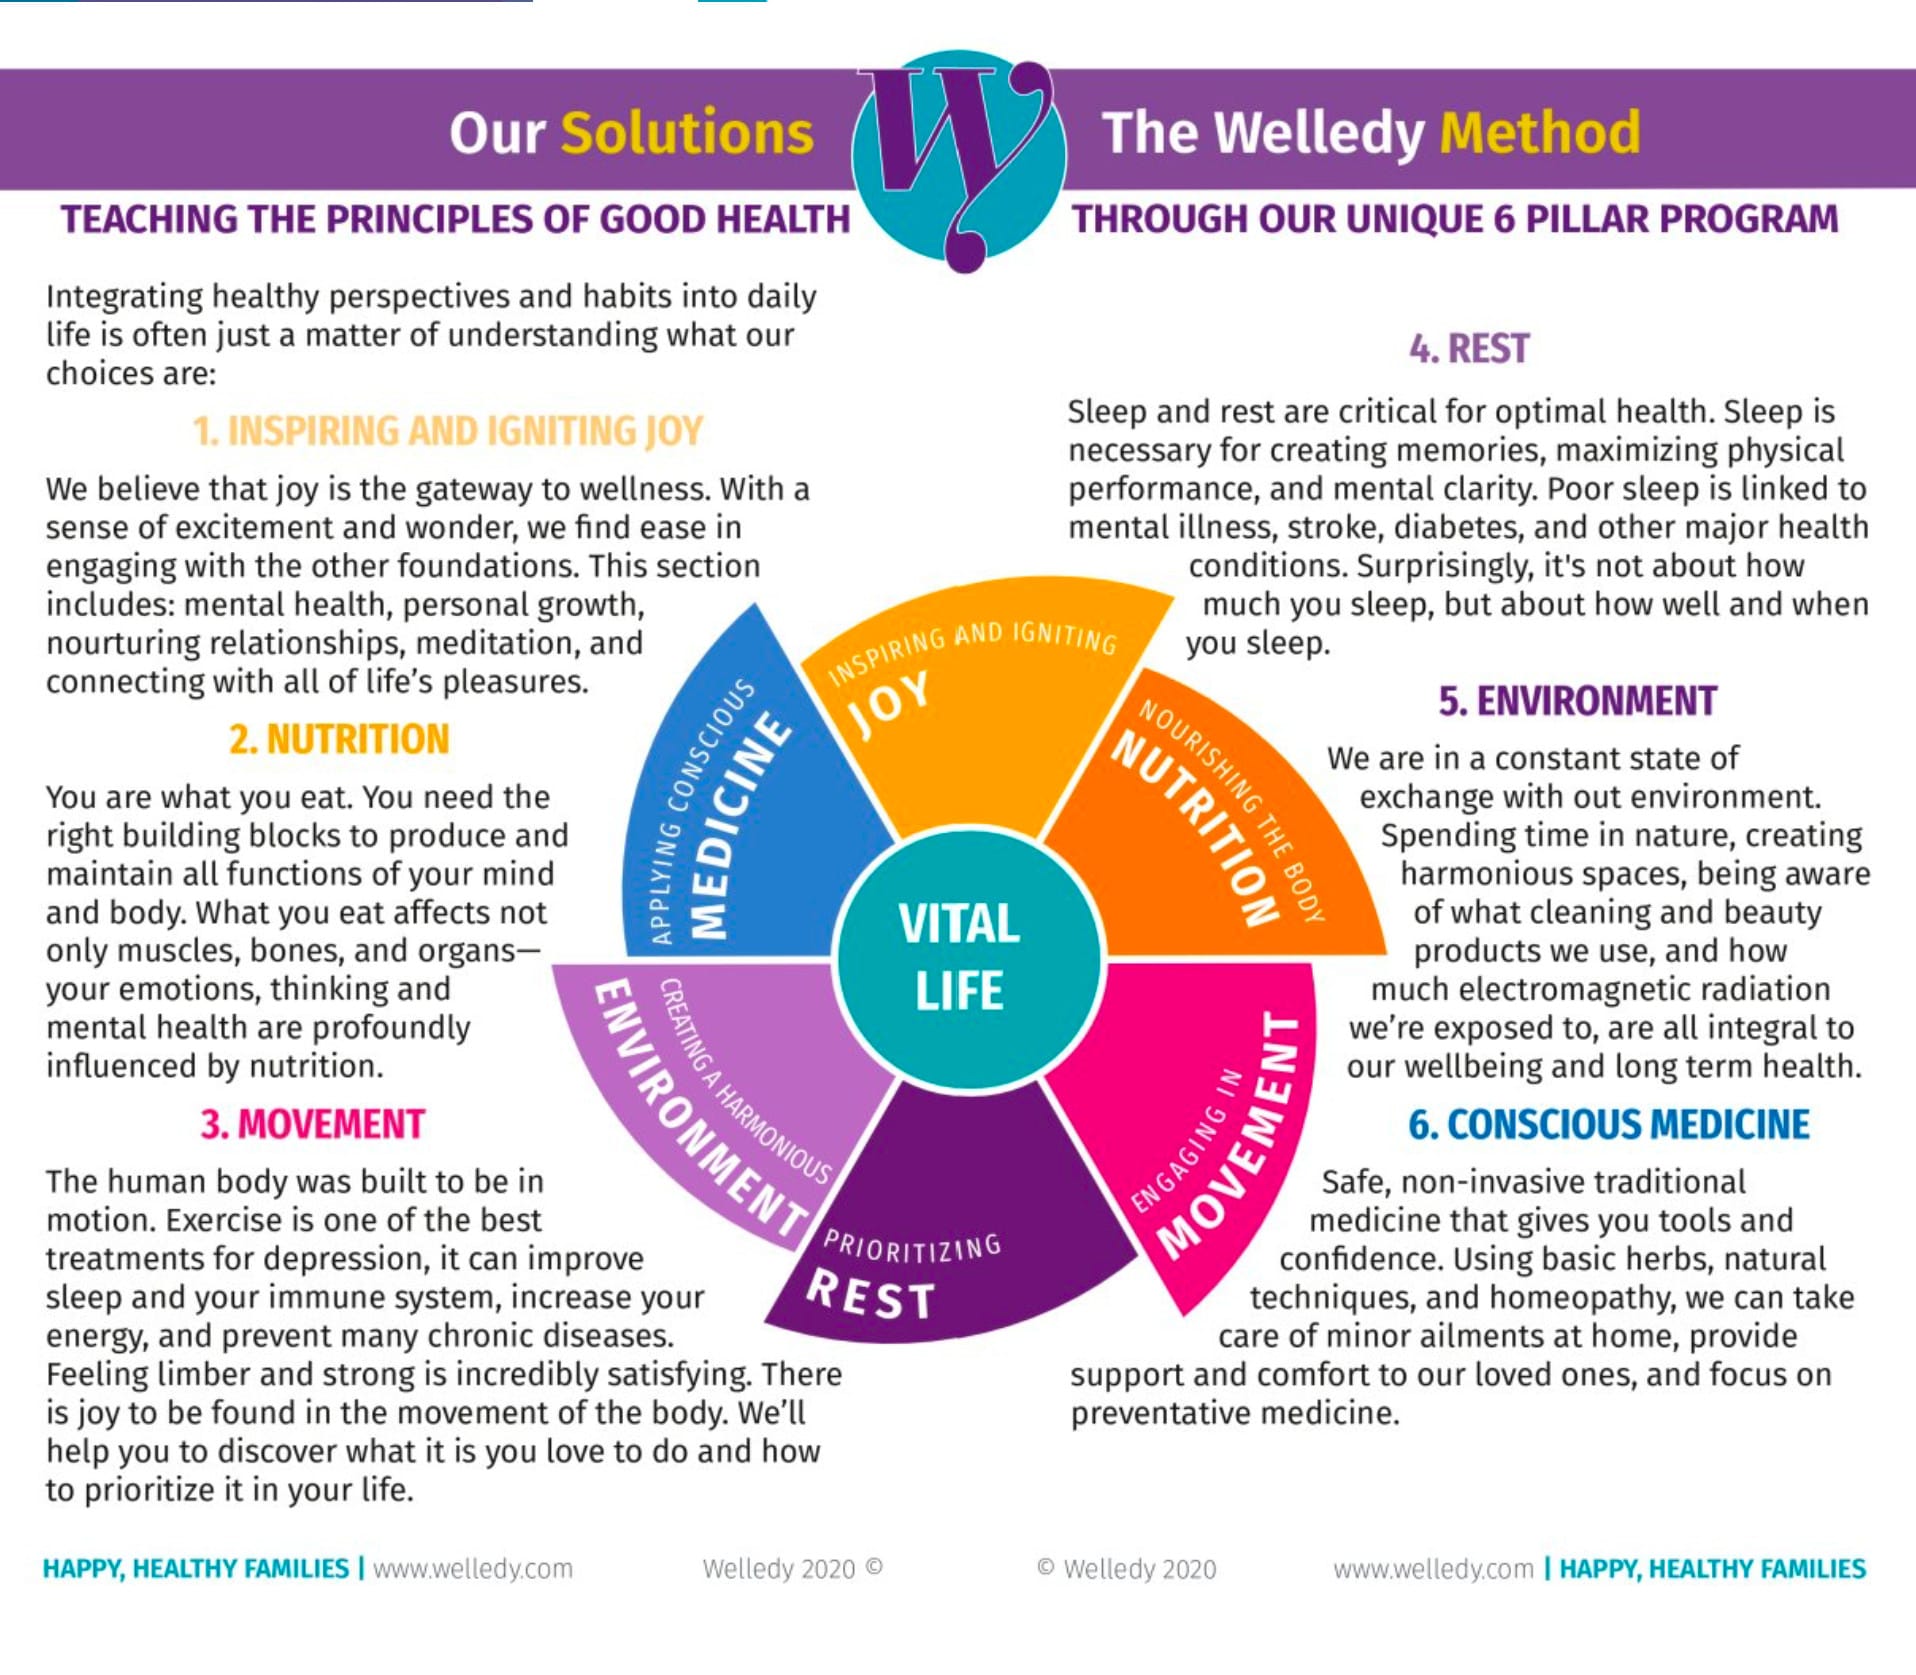 Our Solutions
The Welledy Method
TEACHING THE PRINCIPLES OF GOOD HEALTH
THROUGH OUR UNIQUE 6 PILLAR PROGRAM
Integrating healthy perspectives and habits into daily
life is often just a matter of understanding what our
choices are:
1. INSPIRING AND IGNITING JOY
We believe that joy is the gateway to wellness. With a
sense of excitement and wonder, we find ease in
engaging with the other foundations. This section
includes: mental health, personal growth,
nourturing relationships, meditation, and
connecting with all of life's pleasures.
2. NUTRITION
You are what you eat. You need the
right building blocks to produce and
maintain all functions of your mind
and body. What you eat affects not
only muscles, bones, and organs—
your emotions, thinking and
mental health are profoundly
influenced by nutrition.
3. MOVEMENT
The human body was built to be in
motion. Exercise is one of the best
treatments for depression, it can improve
sleep and your immune system, increase your
energy, and prevent many chronic diseases.
Feeling limber and strong is incredibly satisfying. There
is joy to be found in the movement of the body. We'll
help you to discover what it is you love to do and how
to prioritize it in your life.
INSPIRING AND IGNITING
JOY
NOURISHING THE BODY
NUTRITION
ENGAGING IN
MOVEMENT
PRIORITIZING
REST
CREATING A HARMONIOUS
ENVIRONMENT
APPLYING CONSCIOUS
MEDICINE
VITAL
LIFE
4. REST
Sleep and rest are critical for optimal health. Sleep is
necessary for creating memories, maximizing physical
performance, and mental clarity. Poor sleep is linked to
mental illness, stroke, diabetes, and other major health
conditions. Surprisingly, it's not about how
much you sleep, but about how well and when
you sleep.
5. ENVIRONMENT
We are in a constant state of
exchange with out environment.
Spending time in nature, creating
harmonious spaces, being aware
of what cleaning and beauty
products we use, and how
much electromagnetic radiation
we're exposed to, are all integral to
our wellbeing and long term health.
6. CONSCIOUS MEDICINE
Safe, non-invasive traditional
medicine that gives you tools and
confidence. Using basic herbs, natural
techniques, and homeopathy, we can take
care of minor ailments at home, provide
support and comfort to our loved ones, and focus on
preventative medicine.
HAPPY, HEALTHY FAMILIES | www.welledy.com
Welledy 2020 ©
© Welledy 2020
www.welledy.com | HAPPY, HEALTHY FAMILIES